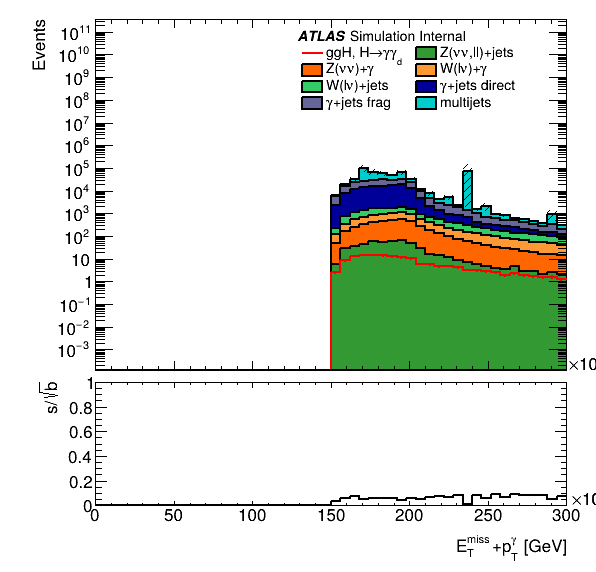 Events
ATLAS Simulation Internal
ggH, H→γγ_d
Z(νν,ll)+jets
Z(νν)+γ
W(lν)+γ
W(lν)+jets
γ+jets direct
γ+jets frag
multijets
10^11
10^10
10^9
10^8
10^7
10^6
10^5
10^4
10^3
10^2
10
1
10^−1
10^−2
10^−3
×10
s/√b
1
0.8
0.6
0.4
0.2
0
×10
0 50 100 150 200 250 300
E_T^miss+p_T^γ [GeV]